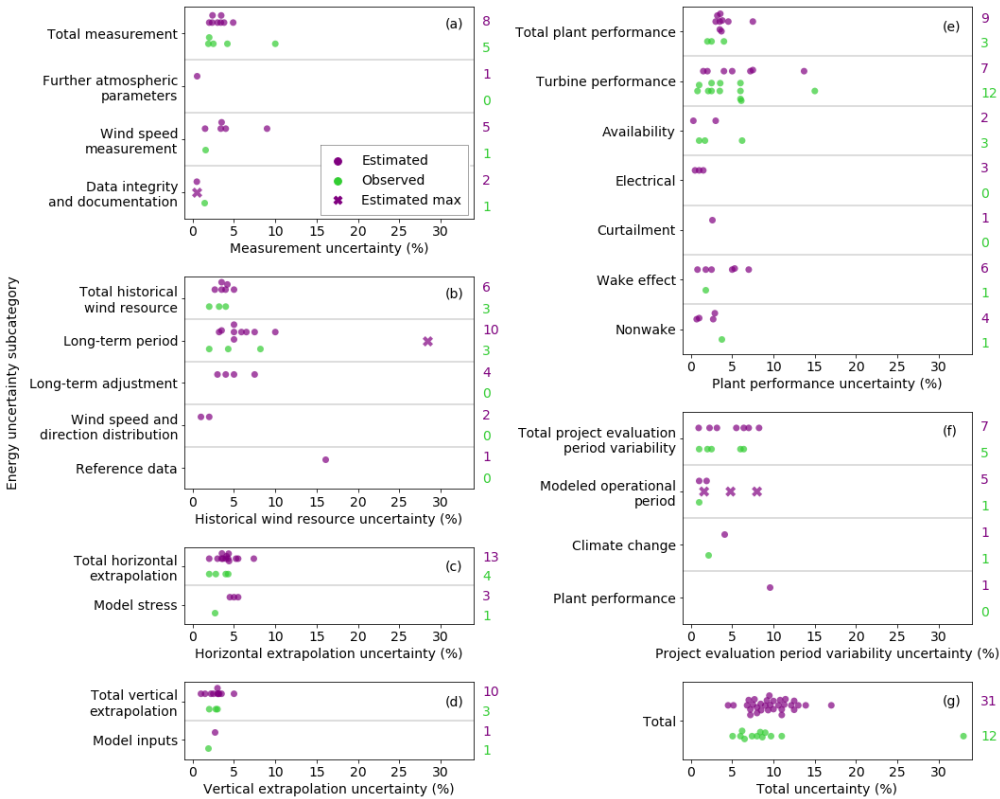 Energy uncertainty subcategory
(a)
Total measurement
8
5
Further atmospheric
parameters
1
0
Wind speed
measurement
5
1
Data integrity
and documentation
2
1
Estimated
Observed
Estimated max
0 5 10 15 20 25 30
Measurement uncertainty (%)
(b)
Total historical
wind resource
6
3
Long-term period
10
3
Long-term adjustment
4
0
Wind speed and
direction distribution
2
0
Reference data
1
0
0 5 10 15 20 25 30
Historical wind resource uncertainty (%)
(c)
Total horizontal
extrapolation
13
4
Model stress
3
1
0 5 10 15 20 25 30
Horizontal extrapolation uncertainty (%)
(d)
Total vertical
extrapolation
10
3
Model inputs
1
1
0 5 10 15 20 25 30
Vertical extrapolation uncertainty (%)
(e)
Total plant performance
9
3
Turbine performance
7
12
Availability
2
3
Electrical
3
0
Curtailment
1
0
Wake effect
6
1
Nonwake
4
1
0 5 10 15 20 25 30
Plant performance uncertainty (%)
(f)
Total project evaluation
period variability
7
5
Modeled operational
period
5
1
Climate change
1
1
Plant performance
1
0
0 5 10 15 20 25 30
Project evaluation period variability uncertainty (%)
(g)
Total
31
12
0 5 10 15 20 25 30
Total uncertainty (%)